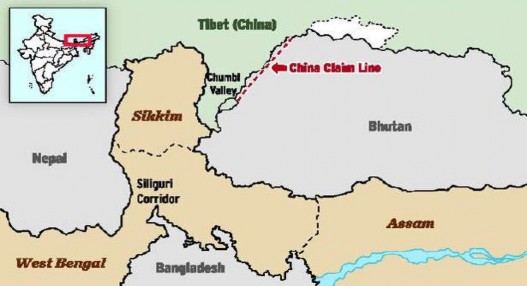 Tibet (China)
China Claim Line
Chumbi
Valley
Sikkim
Bhutan
Nepal
Siliguri
Corridor
Assam
West Bengal
Bangladesh